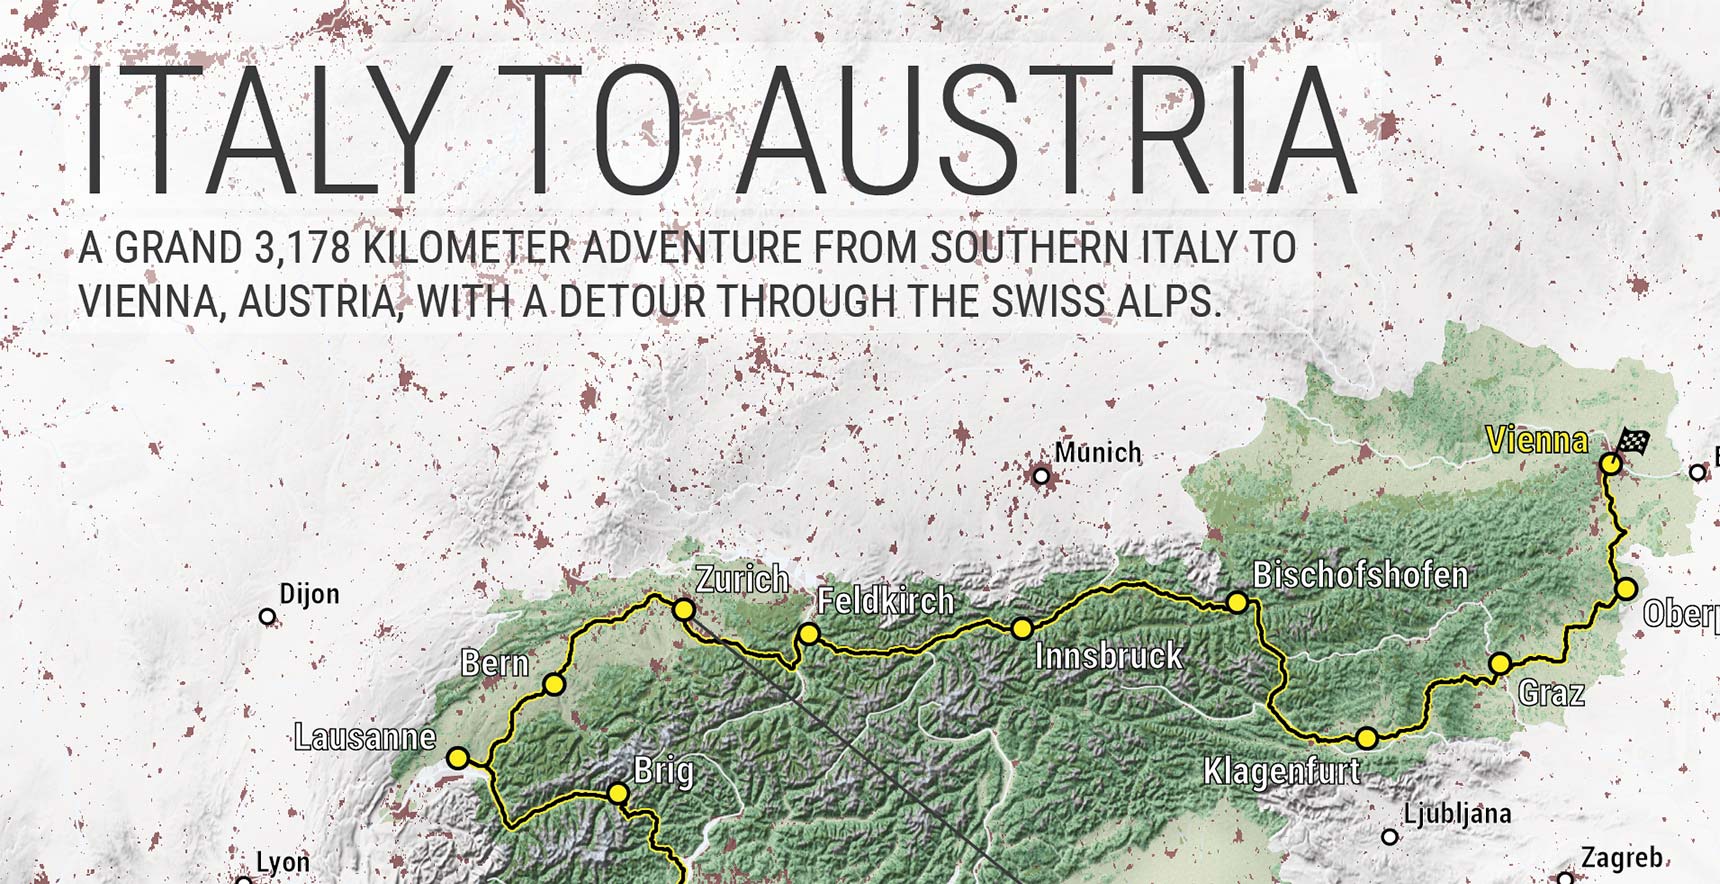 ITALY TO AUSTRIA
A GRAND 3,178 KILOMETER ADVENTURE FROM SOUTHERN ITALY TO
VIENNA, AUSTRIA, WITH A DETOUR THROUGH THE SWISS ALPS.
Vienna
Munich
Bischofshofen
Zurich
Dijon
Feldkirch
Oberp
Innsbruck
Bern
Graz
Lausanne
Brig
Klagenfurt
Ljubljana
Zagreb
Lyon